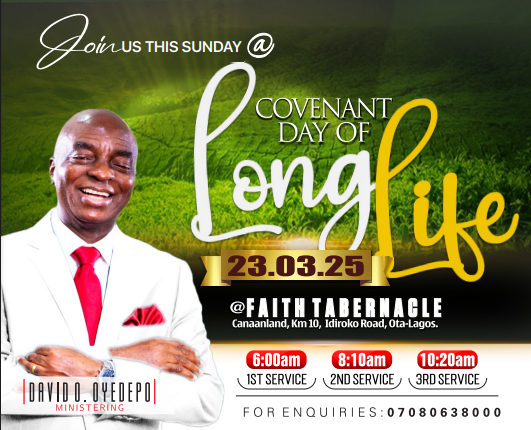 Join US THIS SUNDAY @
COVENANT
DAY OF
Long Life
23.03.25
@FAITH TABERNACLE
Canaanland, Km 10, Idiroko Road, Ota-Lagos.
6:00am 8:10am 10:20am
1ST SERVICE 2ND SERVICE 3RD SERVICE
DAVID O. OYEDEPO
MINISTERING
FOR ENQUIRIES: 07080638000